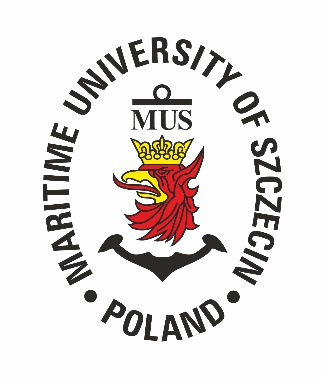 MARITIME UNIVERSITY OF SZCZECIN
MUS
• POLAND •